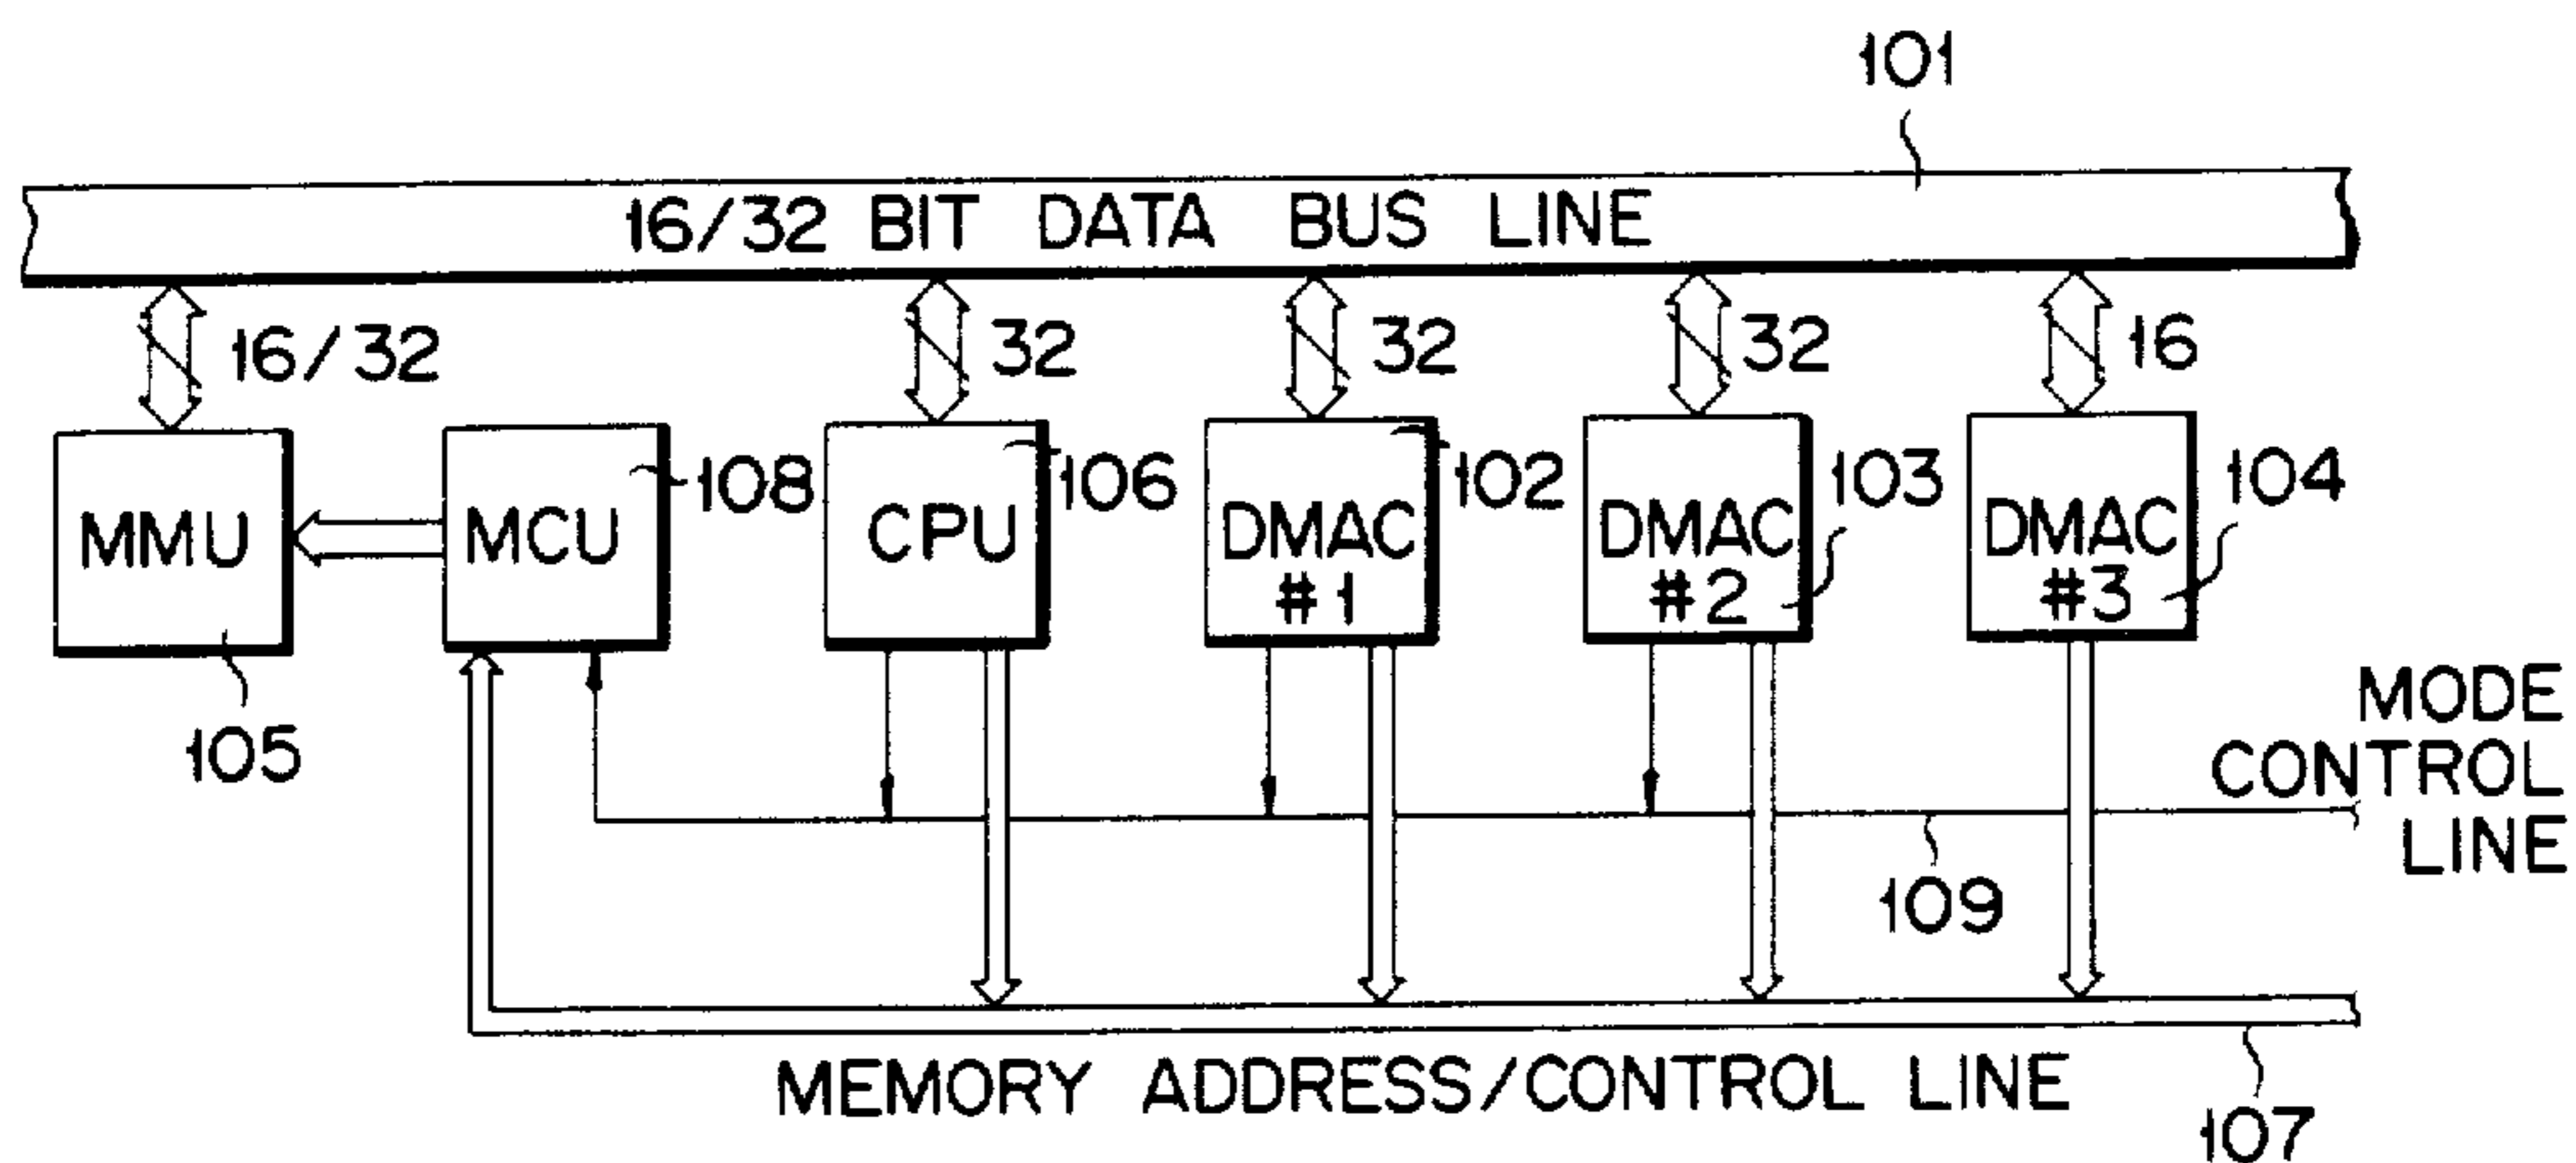 101
16/32 BIT DATA BUS LINE
16/32
32
32
32
16
MMU
MCU
108
CPU
106
DMAC
#1
102
DMAC
#2
103
DMAC
#3
104
105
MODE
CONTROL
LINE
109
MEMORY ADDRESS/CONTROL LINE
107